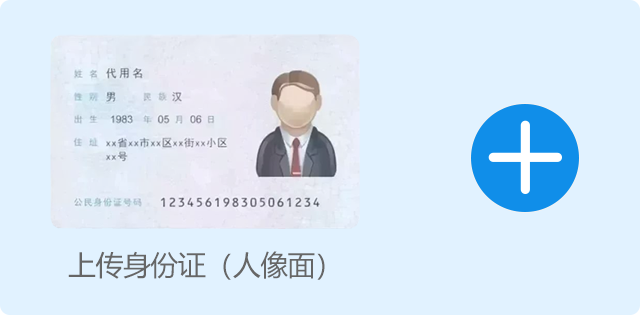 姓名 代用名
性别 男 民族 汉
出生 1983 年 05 月 06 日
住址 xx省xx市xx区xx街xx小区
xx号
公民身份证号码 123456198305061234
上传身份证（人像面）